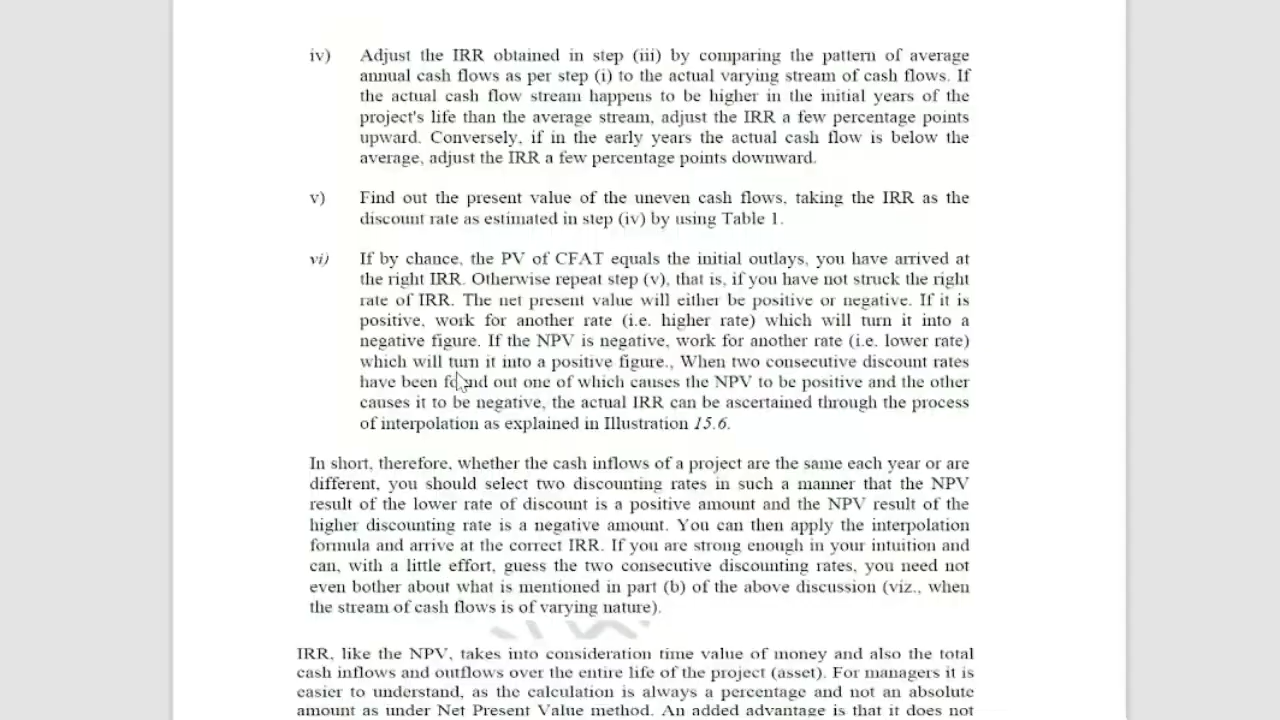 iv) Adjust the IRR obtained in step (iii) by comparing the pattern of average
annual cash flows as per step (i) to the actual varying stream of cash flows. If
the actual cash flow stream happens to be higher in the initial years of the
project's life than the average stream, adjust the IRR a few percentage points
upward. Conversely, if in the early years the actual cash flow is below the
average, adjust the IRR a few percentage points downward.
v) Find out the present value of the uneven cash flows, taking the IRR as the
discount rate as estimated in step (iv) by using Table 1.
vi) If by chance, the PV of CFAT equals the initial outlays, you have arrived at
the right IRR. Otherwise repeat step (v), that is, if you have not struck the right
rate of IRR. The net present value will either be positive or negative. If it is
positive, work for another rate (i.e. higher rate) which will turn it into a
negative figure. If the NPV is negative, work for another rate (i.e. lower rate)
which will turn it into a positive figure., When two consecutive discount rates
have been found out one of which causes the NPV to be positive and the other
causes it to be negative, the actual IRR can be ascertained through the process
of interpolation as explained in Illustration 15.6.
In short, therefore, whether the cash inflows of a project are the same each year or are
different, you should select two discounting rates in such a manner that the NPV
result of the lower rate of discount is a positive amount and the NPV result of the
higher discounting rate is a negative amount. You can then apply the interpolation
formula and arrive at the correct IRR. If you are strong enough in your intuition and
can, with a little effort, guess the two consecutive discounting rates, you need not
even bother about what is mentioned in part (b) of the above discussion (viz., when
the stream of cash flows is of varying nature).
IRR, like the NPV, takes into consideration time value of money and also the total
cash inflows and outflows over the entire life of the project (asset). For managers it is
easier to understand, as the calculation is always a percentage and not an absolute
amount as under Net Present Value method. An added advantage is that it does not